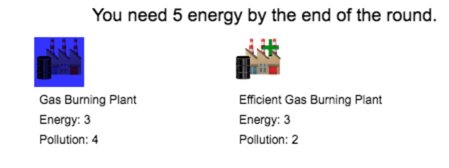 You need 5 energy by the end of the round.
Gas Burning Plant
Energy: 3
Pollution: 4
Efficient Gas Burning Plant
Energy: 3
Pollution: 2